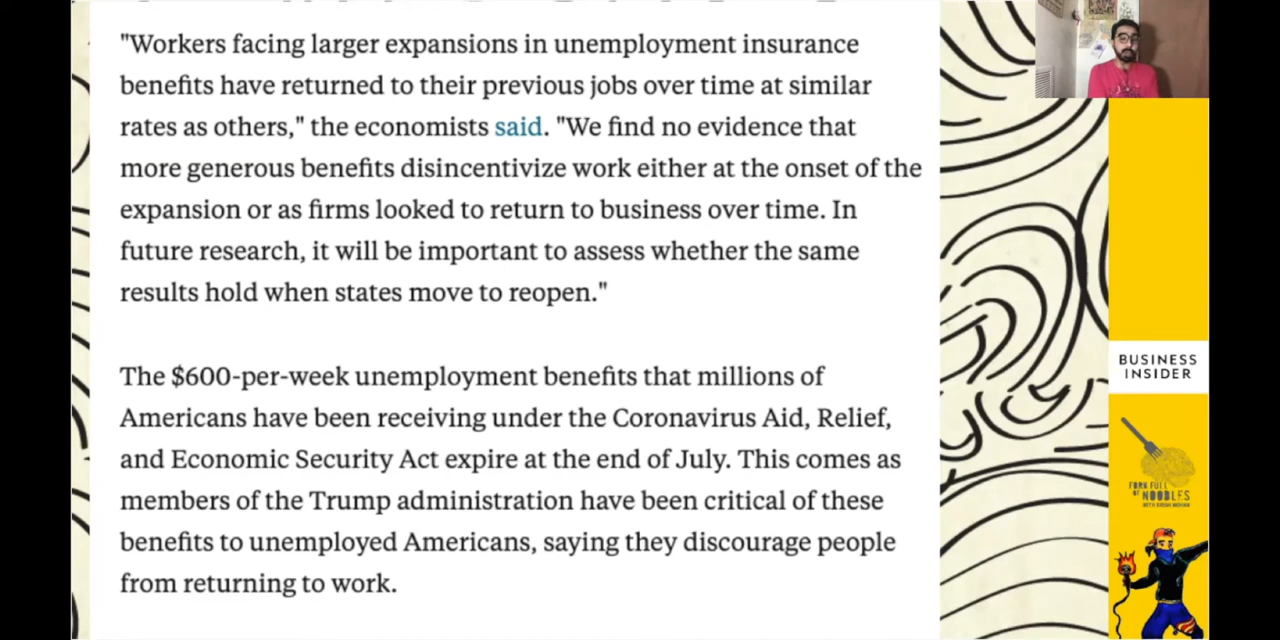 "Workers facing larger expansions in unemployment insurance
benefits have returned to their previous jobs over time at similar
rates as others," the economists said. "We find no evidence that
more generous benefits disincentivize work either at the onset of the
expansion or as firms looked to return to business over time. In
future research, it will be important to assess whether the same
results hold when states move to reopen."
The $600-per-week unemployment benefits that millions of
Americans have been receiving under the Coronavirus Aid, Relief,
and Economic Security Act expire at the end of July. This comes as
members of the Trump administration have been critical of these
benefits to unemployed Americans, saying they discourage people
from returning to work.
BUSINESS
INSIDER
FORK FULL
OF NOODLES